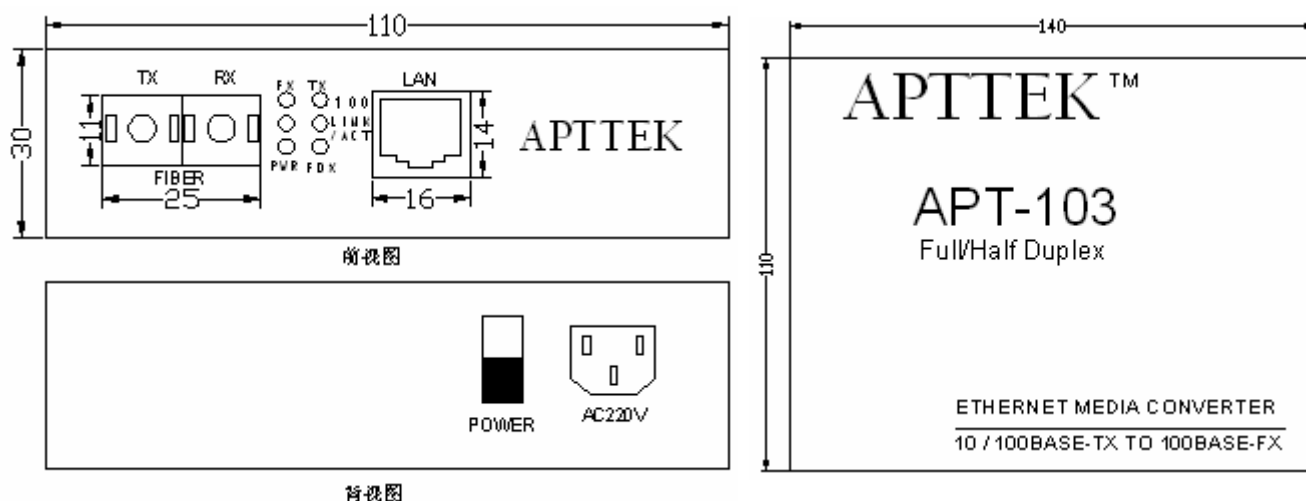 110
140
TX RX
FX TX
LAN
100
LINK
/ACT
PWR FDX
FIBER
30
11
25
14
16
APTTEK
前视图
POWER
AC220V
背视图
APTTEK™
APT-103
Full/Half Duplex
110
ETHERNET MEDIA CONVERTER
10 / 100BASE-TX TO 100BASE-FX